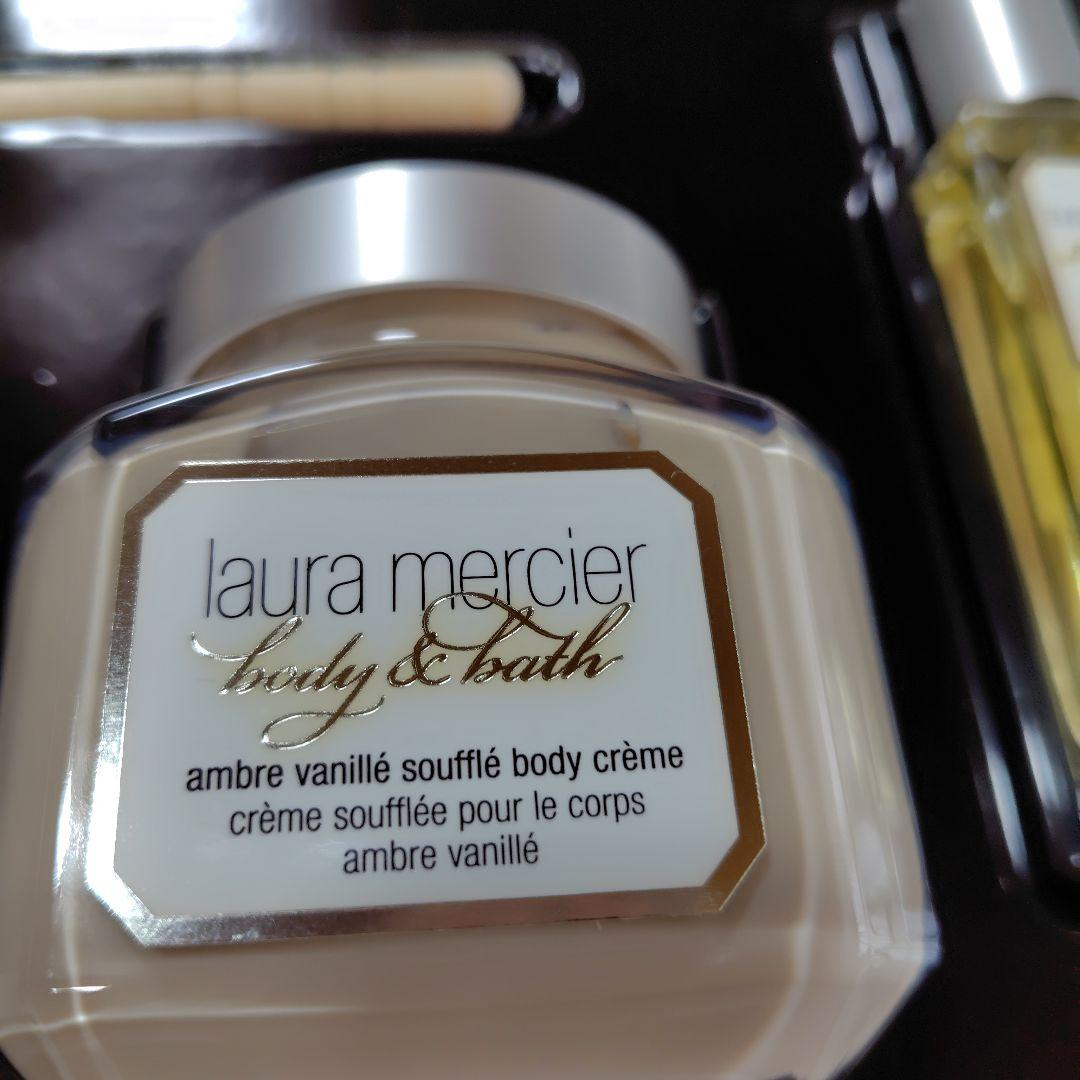 laura mercier
body & bath
ambre vanillé soufflé body crème
crème soufflée pour le corps
ambre vanillé